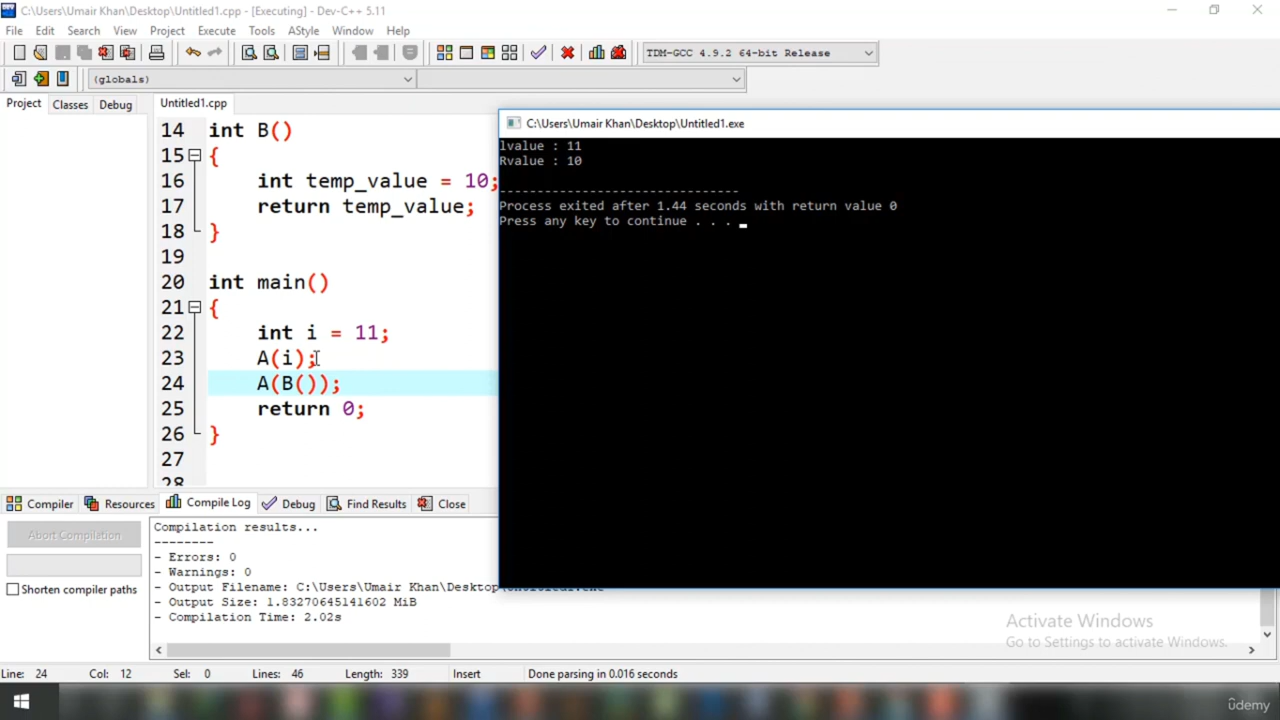 C:\Users\Umair Khan\Desktop\Untitled1.cpp - [Executing] - Dev-C++ 5.11
File Edit Search View Project Execute Tools AStyle Window Help
TDM-GCC 4.9.2 64-bit Release
(globals)
Project Classes Debug Untitled1.cpp
14 int B()
15 {
16 int temp_value = 10;
17 return temp_value;
18 }
19
20 int main()
21 {
22 int i = 11;
23 A(i);
24 A(B());
25 return 0;
26 }
27
28
C:\Users\Umair Khan\Desktop\Untitled1.exe
lvalue : 11
Rvalue : 10
--------------------------------
Process exited after 1.44 seconds with return value 0
Press any key to continue . . .
Compiler Resources Compile Log Debug Find Results Close
Abort Compilation
Shorten compiler paths
Compilation results...
--------
- Errors: 0
- Warnings: 0
- Output Filename: C:\Users\Umair Khan\Desktop\Untitled1.exe
- Output Size: 1.83270645141602 MiB
- Compilation Time: 2.02s
Activate Windows
Go to Settings to activate Windows.
Line: 24 Col: 12 Sel: 0 Lines: 46 Length: 339 Insert Done parsing in 0.016 seconds
ûdemy